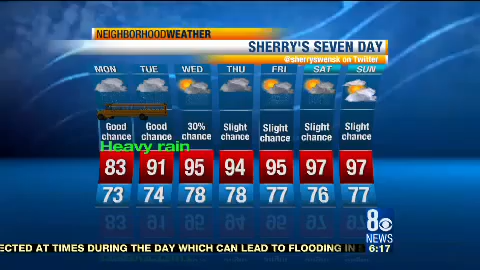 NEIGHBORHOODWEATHER
SHERRY'S SEVEN DAY
@sherryswensk on Twitter
MON TUE WED THU FRI SAT SUN
Good chance Good chance 30% chance Slight chance Slight chance Slight chance Slight chance
Heavy rain
83 91 95 94 95 97 97
73 74 78 78 77 76 77
8
NEWS
ECTED AT TIMES DURING THE DAY WHICH CAN LEAD TO FLOODING IN
6:17